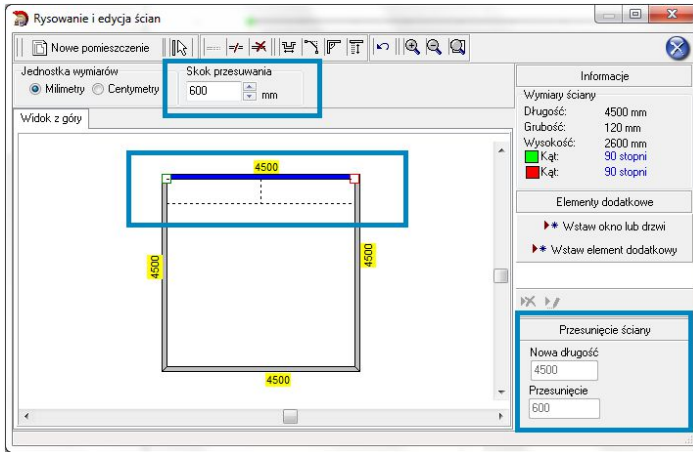 Rysowanie i edycja ścian
Nowe pomieszczenie
Jednostka wymiarów
Milimetry Centymetry
Skok przesuwania
600 mm
Widok z góry
4500
4500
4500
4500
Informacje
Wymiary ściany
Długość: 4500 mm
Grubość: 120 mm
Wysokość: 2600 mm
Kąt: 90 stopni
Kąt: 90 stopni
Elementy dodatkowe
Wstaw okno lub drzwi
Wstaw element dodatkowy
Przesunięcie ściany
Nowa długość
4500
Przesunięcie
600